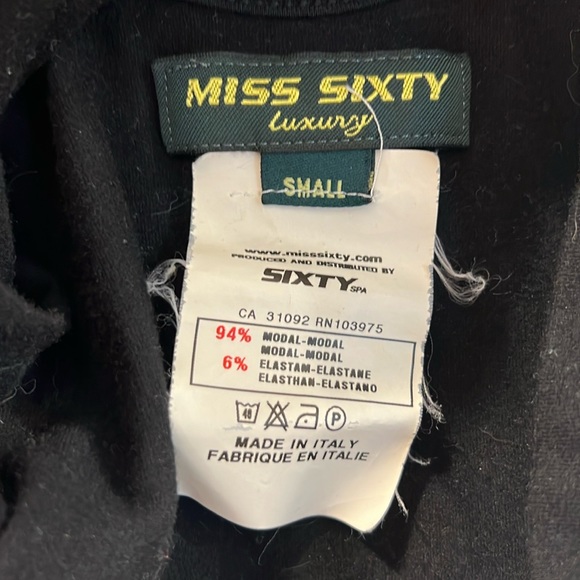 MISS SIXTY
luxury
SMALL
www.misssixty.com
PRODUCED AND DISTRIBUTED BY
SIXTY SPA
CA 31092 RN103975
94% MODAL-MODAL
MODAL-MODAL
6% ELASTAM-ELASTANE
ELASTHAN-ELASTANO
40 P
MADE IN ITALY
FABRIQUE EN ITALIE